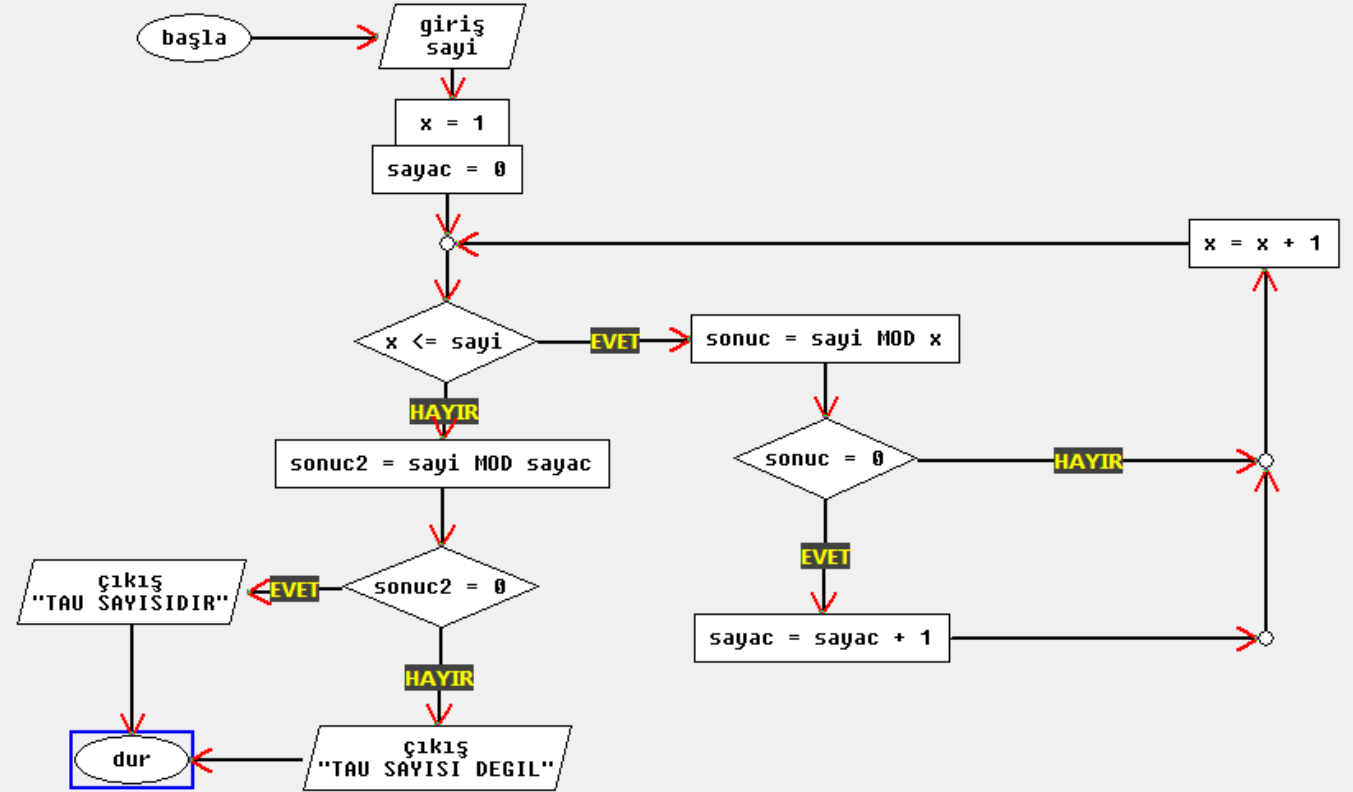 başla
giriş
sayi
x = 1
sayac = 0
x = x + 1
x <= sayi
EVET
sonuc = sayi MOD x
HAYIR
sonuc2 = sayi MOD sayac
sonuc = 0
HAYIR
EVET
sonuc2 = 0
EVET
çıkış
"TAU SAYISIDIR"
sayac = sayac + 1
HAYIR
çıkış
"TAU SAYISI DEGIL"
dur